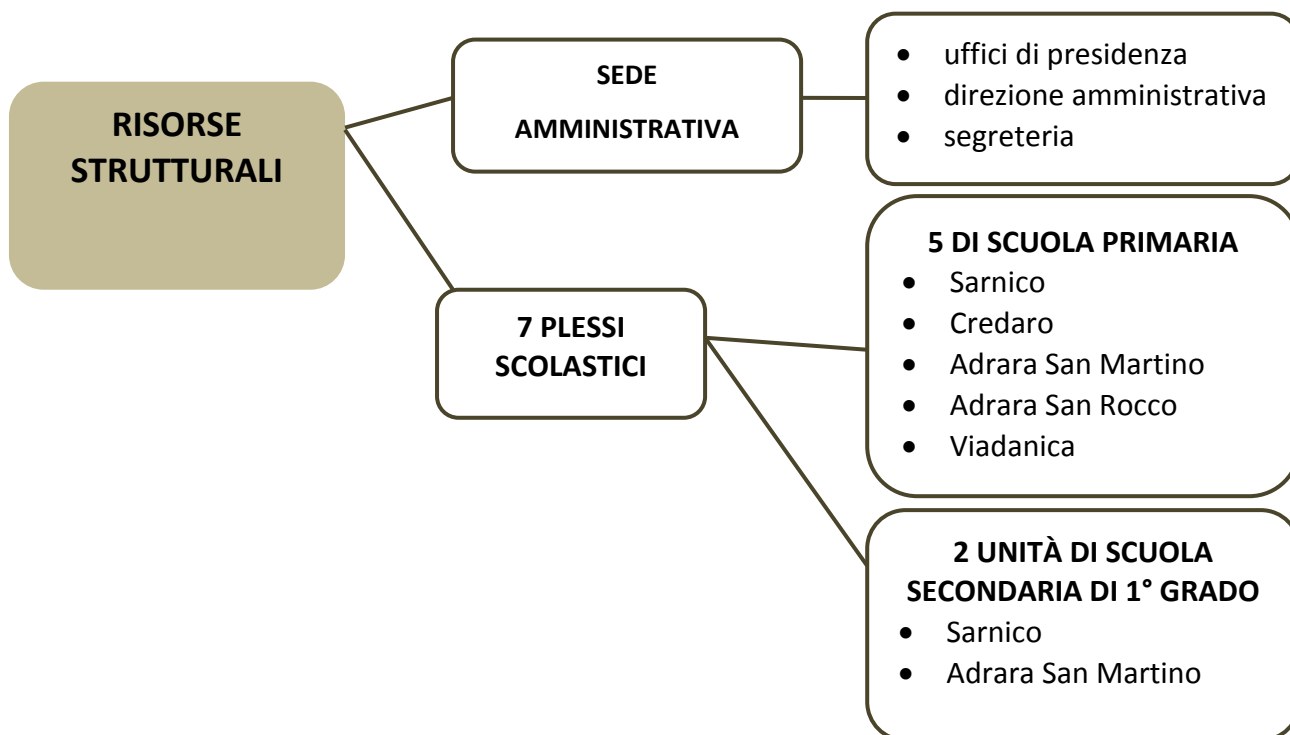 RISORSE
STRUTTURALI
SEDE
AMMINISTRATIVA
• uffici di presidenza
• direzione amministrativa
• segreteria
7 PLESSI
SCOLASTICI
5 DI SCUOLA PRIMARIA
• Sarnico
• Credaro
• Adrara San Martino
• Adrara San Rocco
• Viadanica
2 UNITÀ DI SCUOLA
SECONDARIA DI 1° GRADO
• Sarnico
• Adrara San Martino